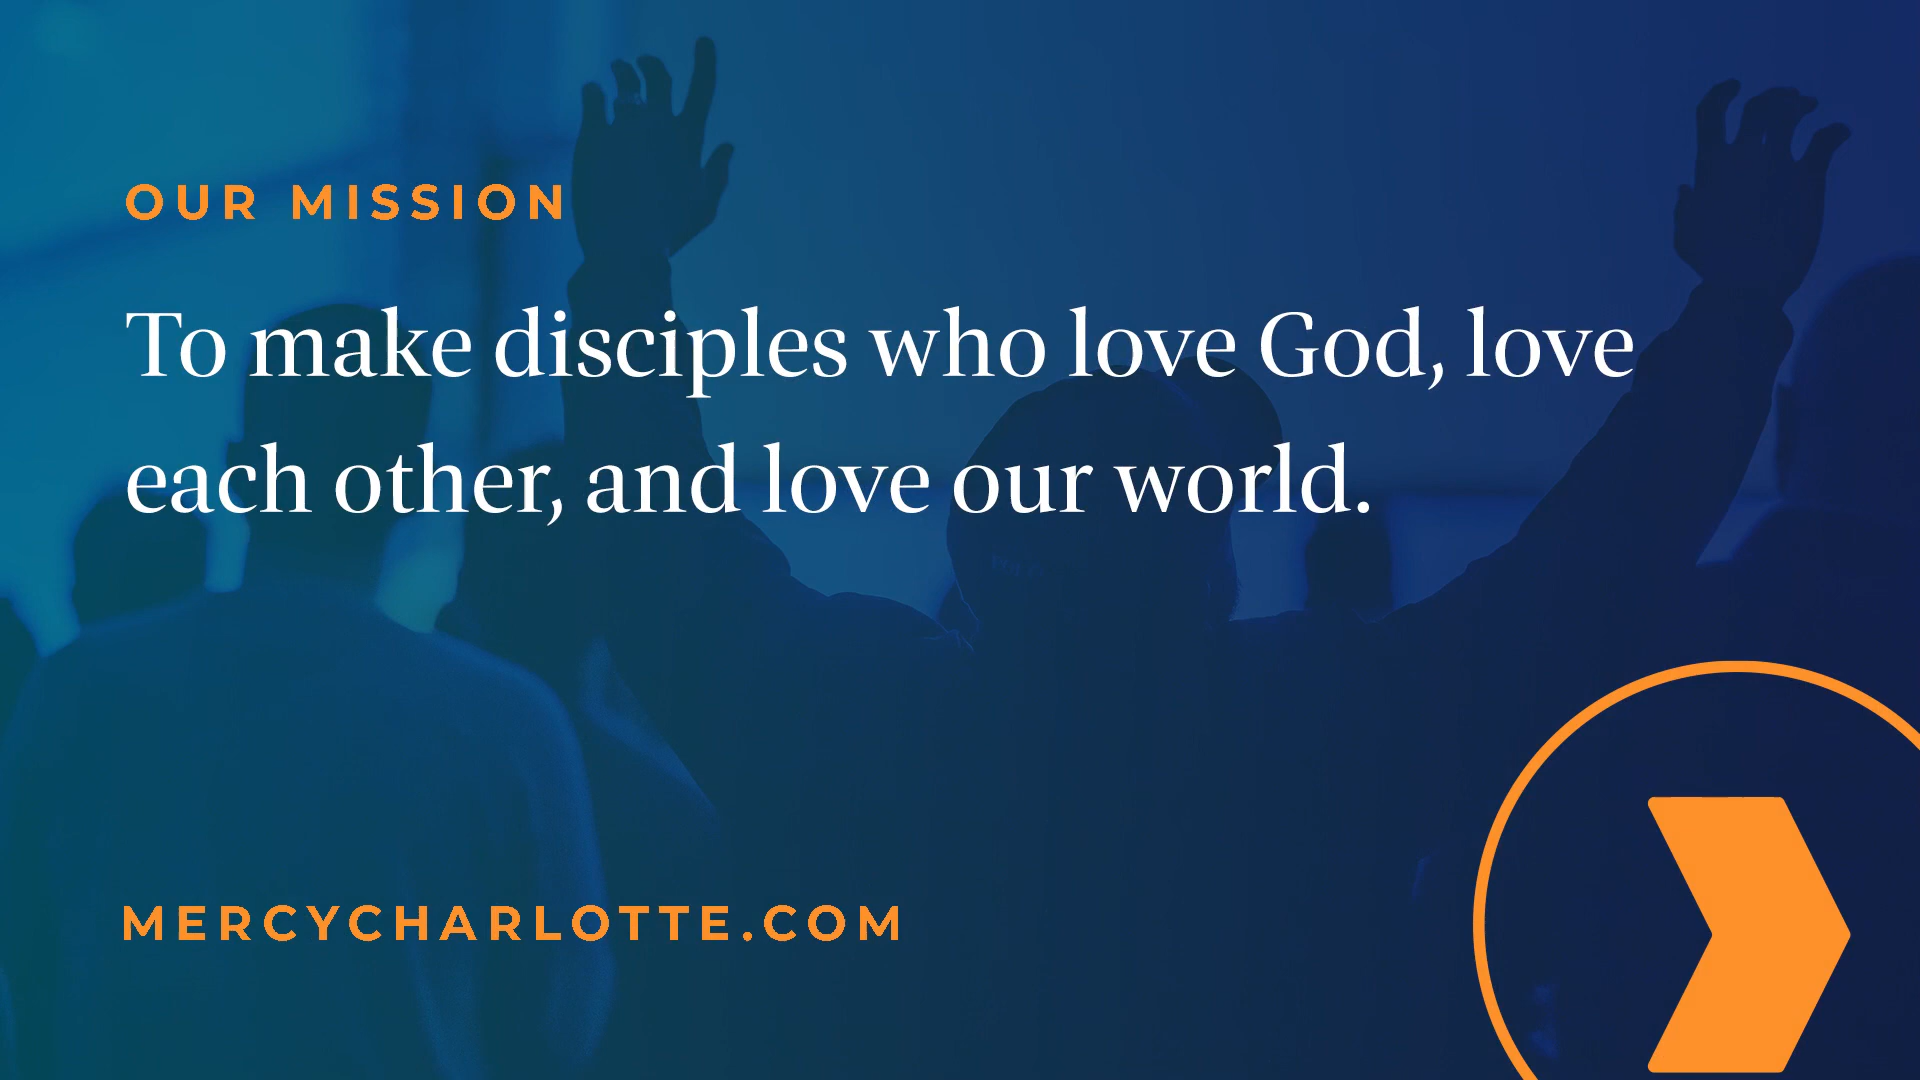 OUR MISSION
To make disciples who love God, love
each other, and love our world.
MERCYCHARLOTTE.COM